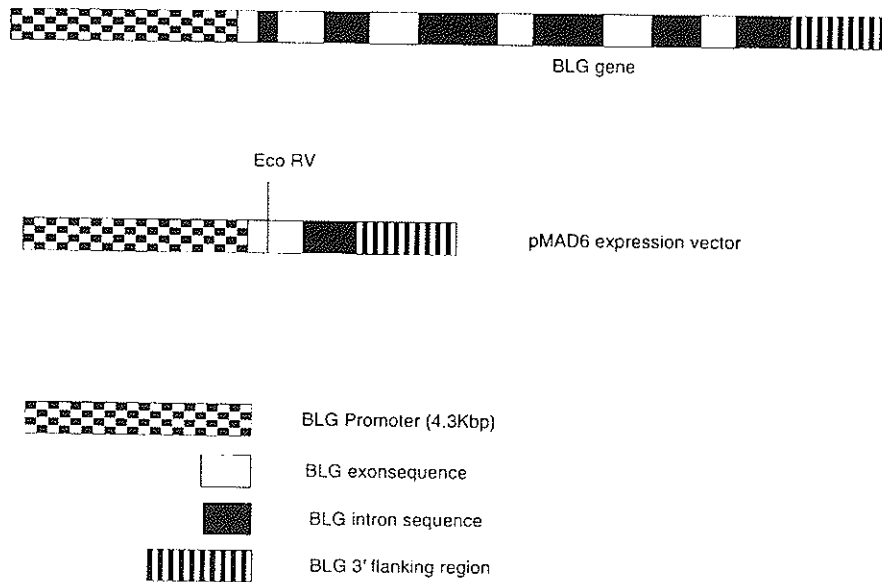 BLG gene
Eco RV
pMAD6 expression vector
BLG Promoter (4.3Kbp)
BLG exonsequence
BLG intron sequence
BLG 3' flanking region